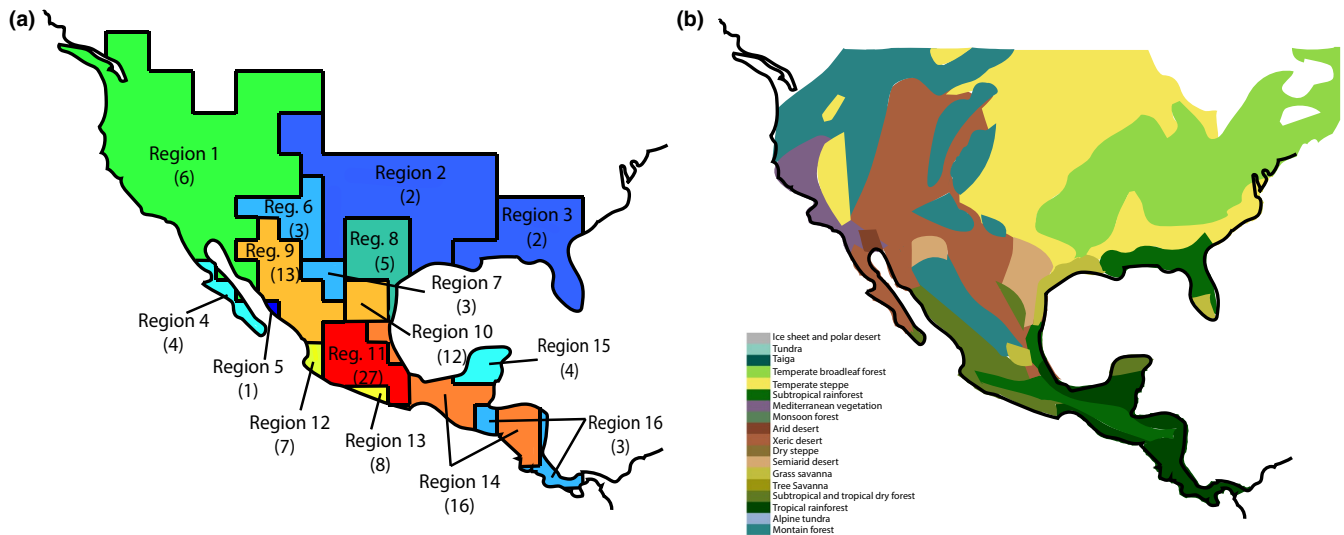 (a)
Region 1
(6)
Region 2
(2)
Region 3
(2)
Reg. 6
(3)
Reg. 8
(5)
Reg. 9
(13)
Region 7
(3)
Region 4
(4)
Region 10
(12)
Region 5
(1)
Reg. 11
(27)
Region 15
(4)
Region 12
(7)
Region 13
(8)
Region 16
(3)
Region 14
(16)
(b)
Ice sheet and polar desert
Tundra
Taiga
Temperate broadleaf forest
Temperate steppe
Subtropical rainforest
Mediterranean vegetation
Monsoon forest
Arid desert
Xeric desert
Dry steppe
Semiarid desert
Grass savanna
Tree Savanna
Subtropical and tropical dry forest
Tropical rainforest
Alpine tundra
Montain forest